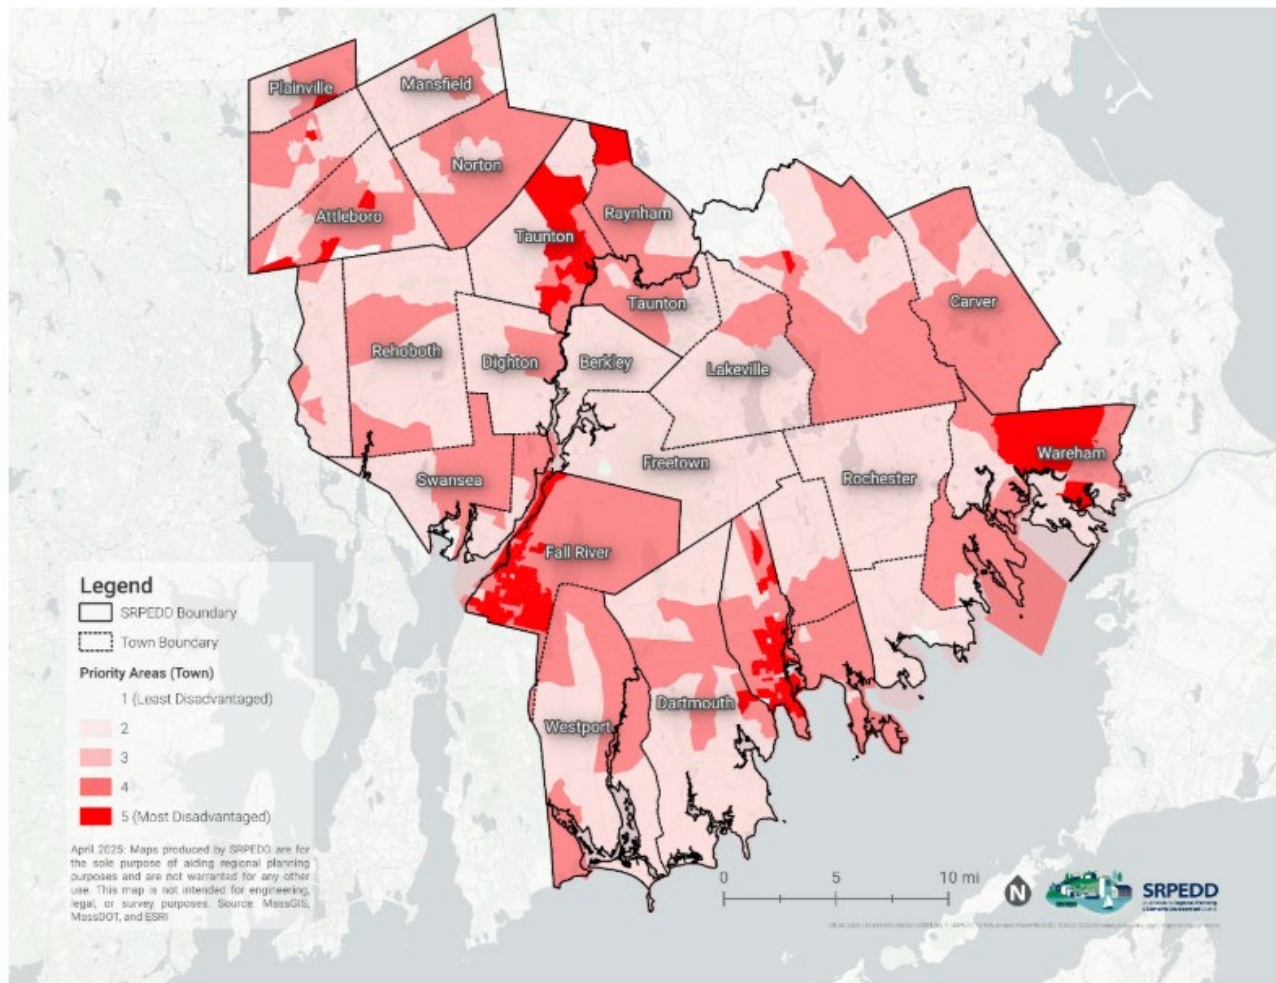 Plainville
Mansfield
Norton
Attleboro
Raynham
Taunton
Taunton
Carver
Rehoboth
Dighton
Berkley
Lakeville
Wareham
Freetown
Rochester
Swansea
Fall River
Dartmouth
Westport
Legend
SRPEDD Boundary
Town Boundary
Priority Areas (Town)
1 (Least Disadvantaged)
2
3
4
5 (Most Disadvantaged)
April 2025: Maps produced by SRPEDD are for
the sole purpose of aiding regional planning
purposes and are not warranted for any other
use. This map is not intended for engineering,
legal, or survey purposes. Source: MassGIS,
MassDOT, and ESRI
0 5 10 mi
N
SRPEDD